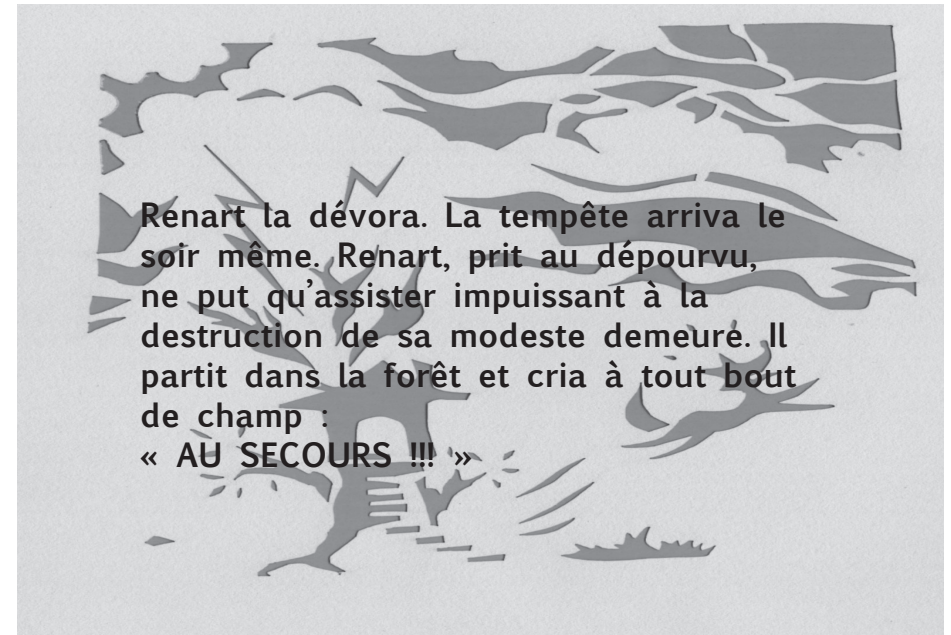 Renart la dévora. La tempête arriva le
soir même. Renart, prit au dépourvu,
ne put qu’assister impuissant à la
destruction de sa modeste demeure. Il
partit dans la forêt et cria à tout bout
de champ :
« AU SECOURS !!! »